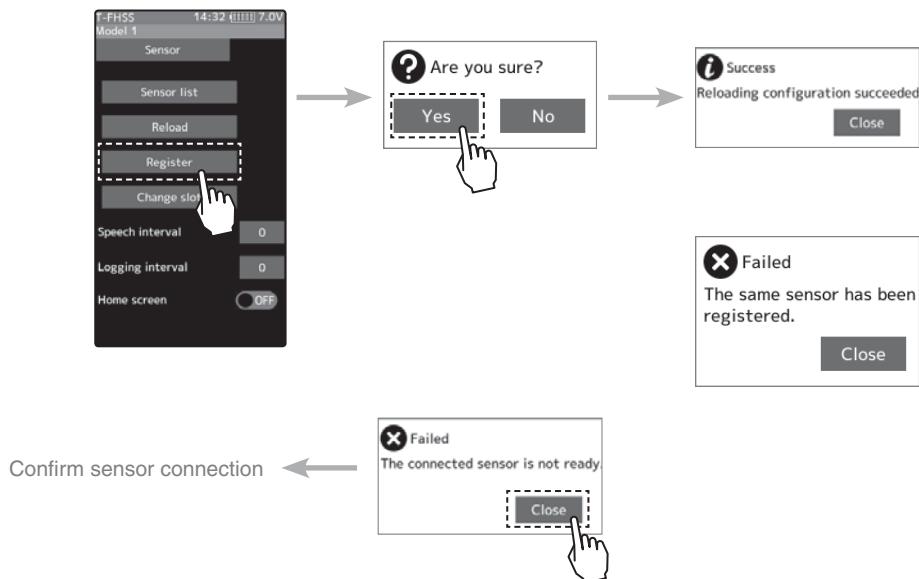 T-FHSS 14:32 7.0V
Model 1
Sensor
Sensor list
Reload
Register
Change slot
Speech interval 0
Logging interval 0
Home screen OFF
Are you sure?
Yes No
Success
Reloading configuration succeeded
Close
Failed
The same sensor has been
registered.
Close
Failed
The connected sensor is not ready.
Close
Confirm sensor connection